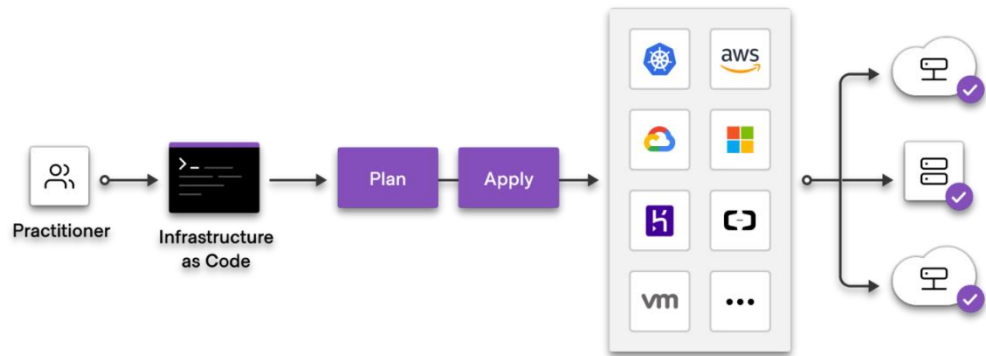 Practitioner
>_
Infrastructure
as Code
Plan
Apply
aws
vm